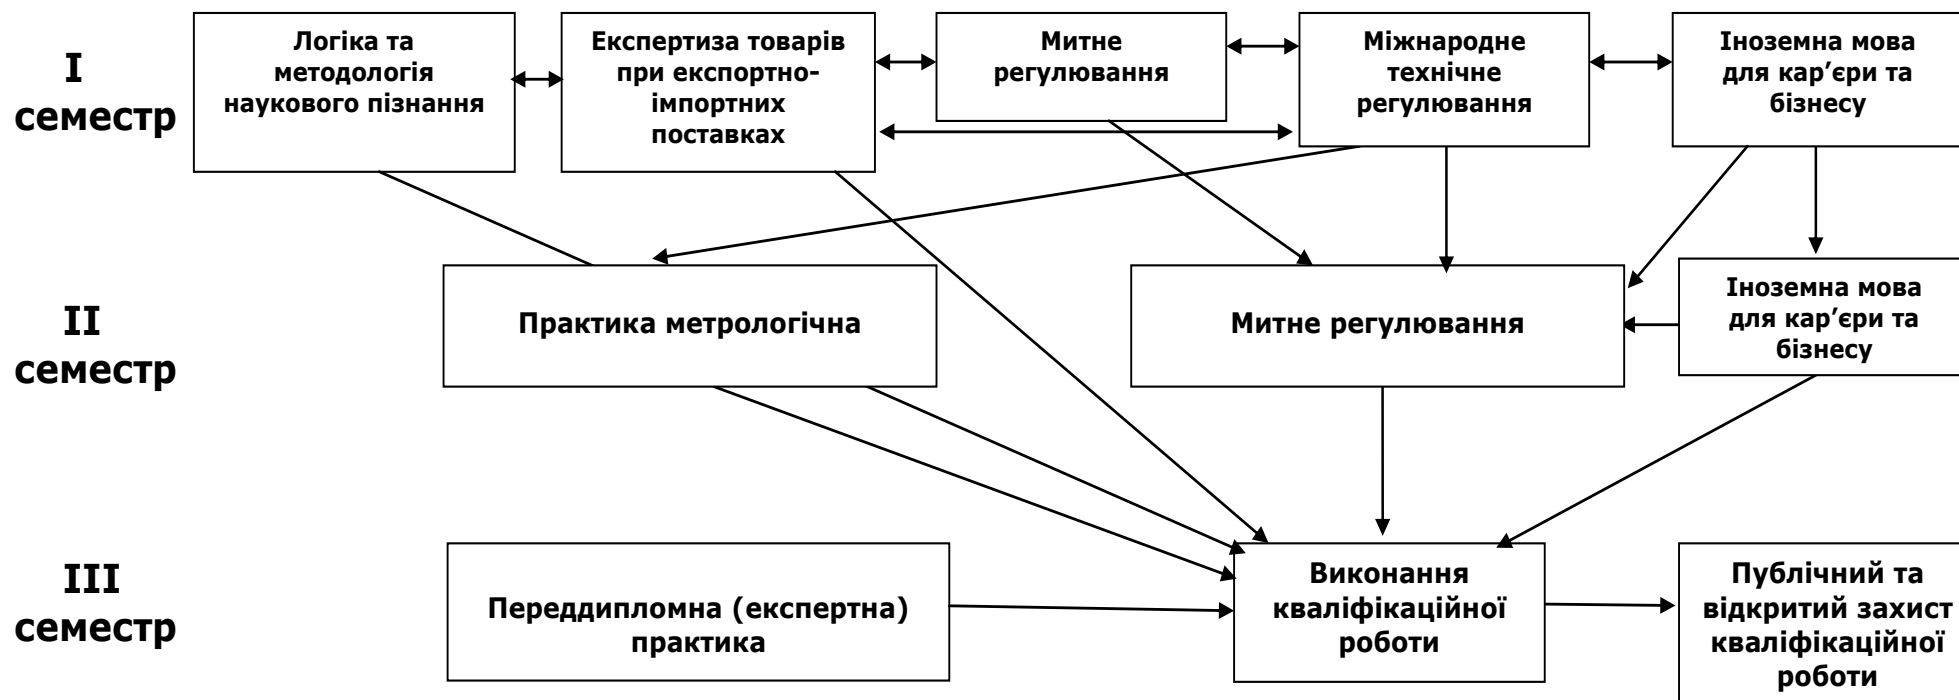 I
семестр
Логіка та
методологія
наукового пізнання
Експертиза товарів
при експортно-
імпортних
поставках
Митне
регулювання
Міжнародне
технічне
регулювання
Іноземна мова
для кар’єри та
бізнесу
II
семестр
Практика метрологічна
Митне регулювання
Іноземна мова
для кар’єри та
бізнесу
III
семестр
Переддипломна (експертна)
практика
Виконання
кваліфікаційної
роботи
Публічний та
відкритий захист
кваліфікаційної
роботи